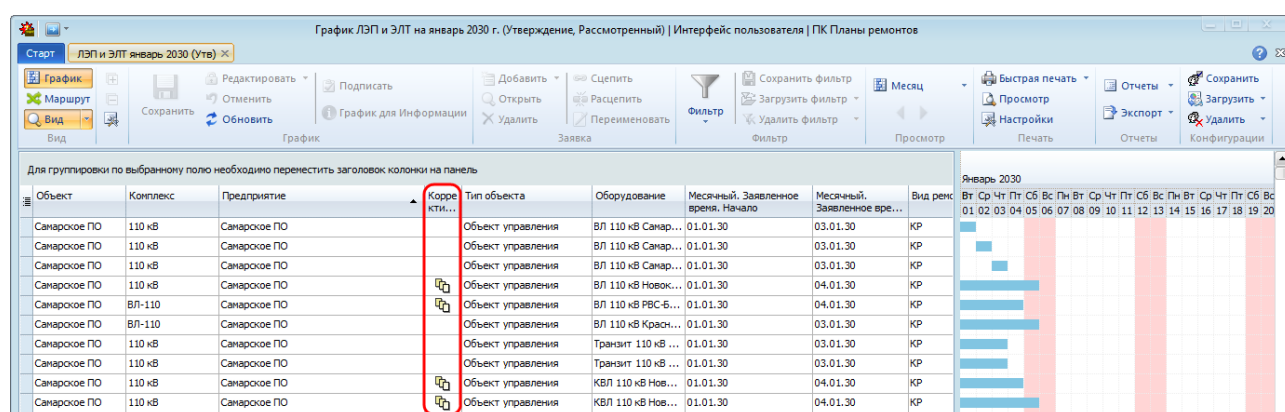 График ЛЭП и ЭЛТ на январь 2030 г. (Утверждение, Рассмотренный) | Интерфейс пользователя | ПК Планы ремонтов
Старт ЛЭП и ЭЛТ январь 2030 (Утв)
График Редактировать Подписать Добавить Сцепить Сохранить фильтр Месяц Быстрая печать Отчеты Сохранить
Маршрут Сохранить Отменить График для Информации Открыть Расцепить Фильтр Загрузить фильтр Просмотр Экспорт Загрузить
Вид Обновить Удалить Переименовать Удалить фильтр Настройки Удалить
Вид График Заявка Фильтр Просмотр Печать Отчеты Конфигурации
Для группировки по выбранному полю необходимо переместить заголовок колонки на панель
Январь 2030
Объект Комплекс Предприятие Корре кти... Тип объекта Оборудование Месячный. Заявленное время. Начало Месячный. Заявленное вре... Вид ремо Вт Ср Чт Пт Сб Вс Пн Вт Ср Чт Пт Сб Вс Пн Вт Ср Чт Пт Сб Вс
01 02 03 04 05 06 07 08 09 10 11 12 13 14 15 16 17 18 19 20
Самарское ПО 110 кВ Самарское ПО Объект управления ВЛ 110 кВ Самар... 01.01.30 03.01.30 КР
Самарское ПО 110 кВ Самарское ПО Объект управления ВЛ 110 кВ Самар... 01.01.30 03.01.30 КР
Самарское ПО 110 кВ Самарское ПО Объект управления ВЛ 110 кВ Самар... 01.01.30 03.01.30 КР
Самарское ПО 110 кВ Самарское ПО Объект управления ВЛ 110 кВ Новок... 01.01.30 04.01.30 КР
Самарское ПО ВЛ-110 Самарское ПО Объект управления ВЛ 110 кВ РВС-Б... 01.01.30 04.01.30 КР
Самарское ПО ВЛ-110 Самарское ПО Объект управления ВЛ 110 кВ Красн... 01.01.30 03.01.30 КР
Самарское ПО 110 кВ Самарское ПО Объект управления Транзит 110 кВ ... 01.01.30 03.01.30 КР
Самарское ПО 110 кВ Самарское ПО Объект управления Транзит 110 кВ ... 01.01.30 03.01.30 КР
Самарское ПО 110 кВ Самарское ПО Объект управления КВЛ 110 кВ Нов... 01.01.30 04.01.30 КР
Самарское ПО 110 кВ Самарское ПО Объект управления КВЛ 110 кВ Нов... 01.01.30 04.01.30 КР